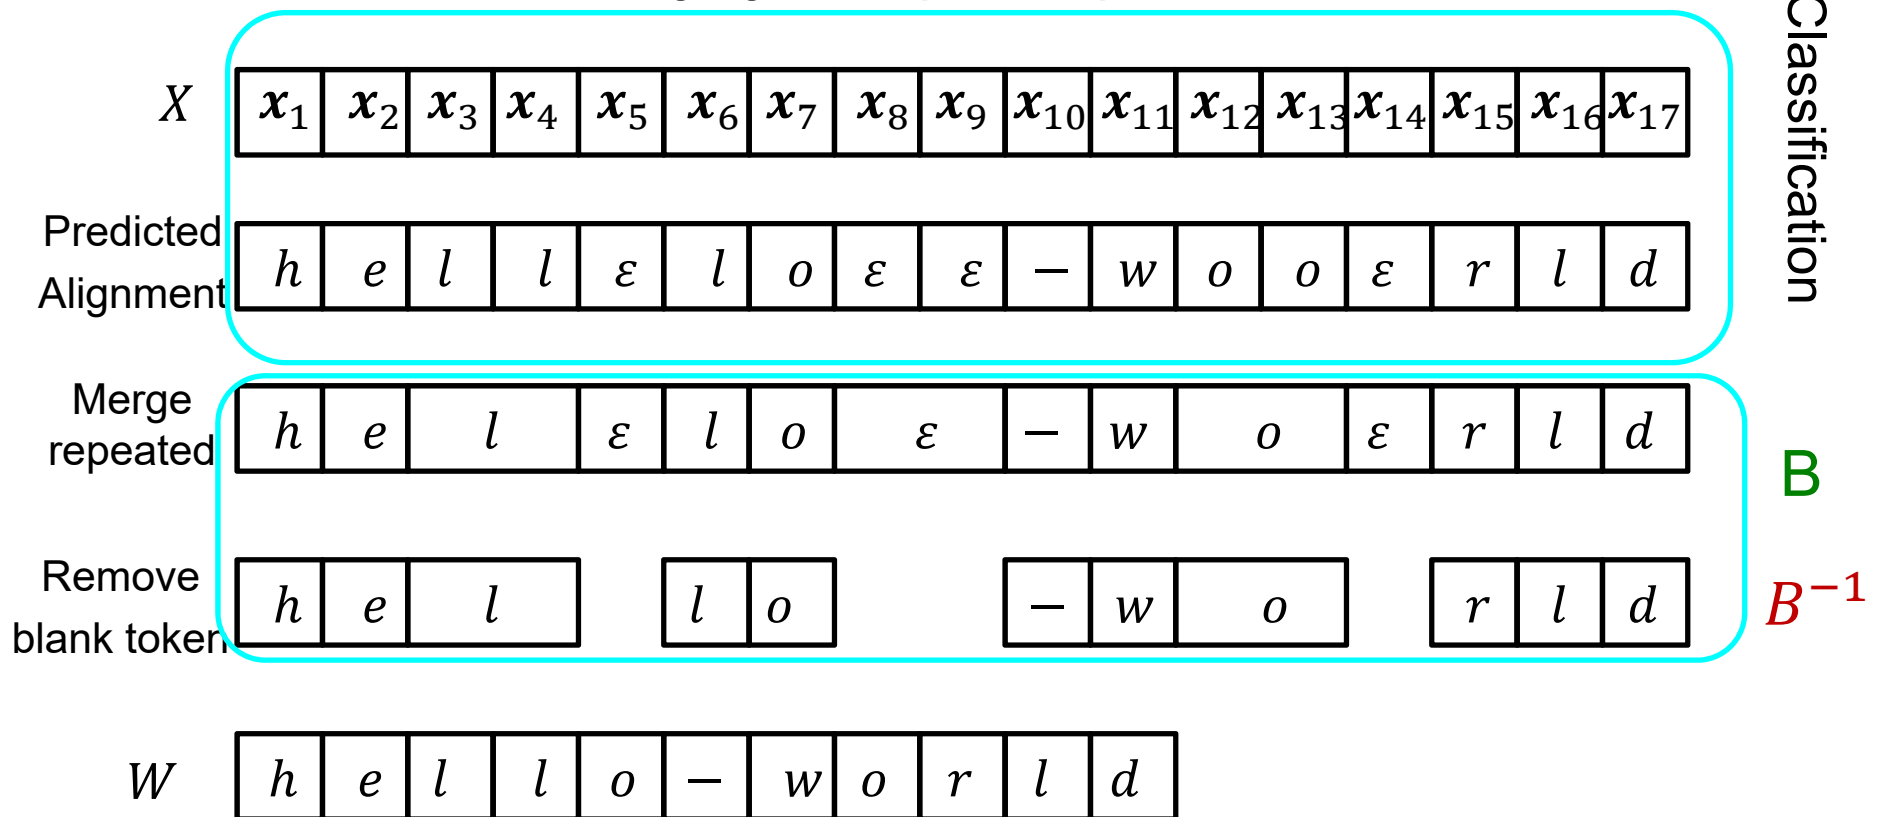 X x1 x2 x3 x4 x5 x6 x7 x8 x9 x10 x11 x12 x13 x14 x15 x16 x17
Classification
Predicted
Alignment
h e l l ε l o ε ε − w o o ε r l d
Merge
repeated
h e l ε l o ε − w o ε r l d
B
Remove
blank token
h e l l o − w o r l d
B⁻¹
W h e l l o − w o r l d